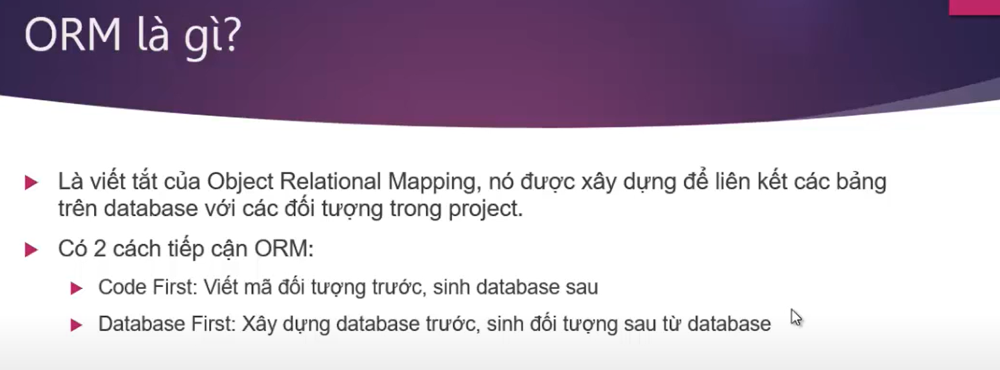 ORM là gì?
Là viết tắt của Object Relational Mapping, nó được xây dựng để liên kết các bảng
trên database với các đối tượng trong project.
Có 2 cách tiếp cận ORM:
Code First: Viết mã đối tượng trước, sinh database sau
Database First: Xây dựng database trước, sinh đối tượng sau từ database